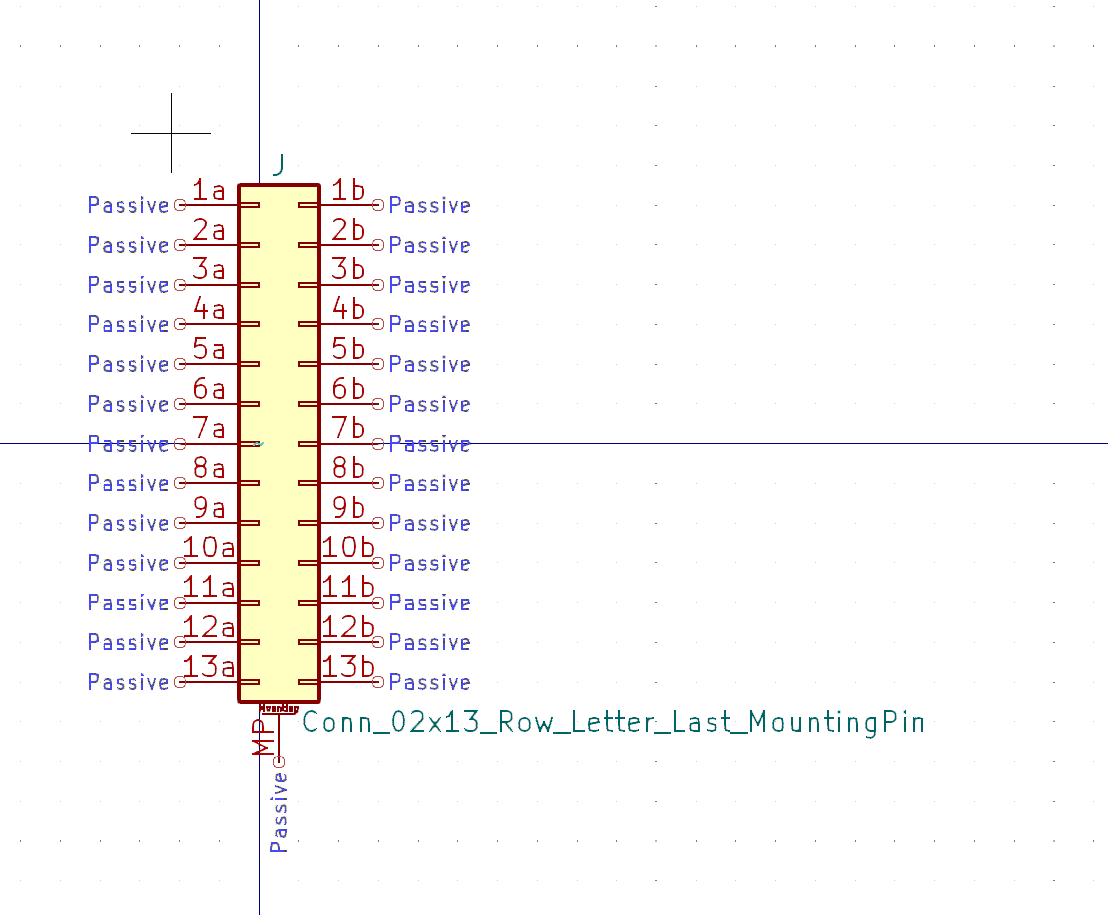 J
Passive 1a 1b Passive
Passive 2a 2b Passive
Passive 3a 3b Passive
Passive 4a 4b Passive
Passive 5a 5b Passive
Passive 6a 6b Passive
Passive 7a 7b Passive
Passive 8a 8b Passive
Passive 9a 9b Passive
Passive 10a 10b Passive
Passive 11a 11b Passive
Passive 12a 12b Passive
Passive 13a 13b Passive
Conn_02x13_Row_Letter_Last_MountingPin
MP
Passive